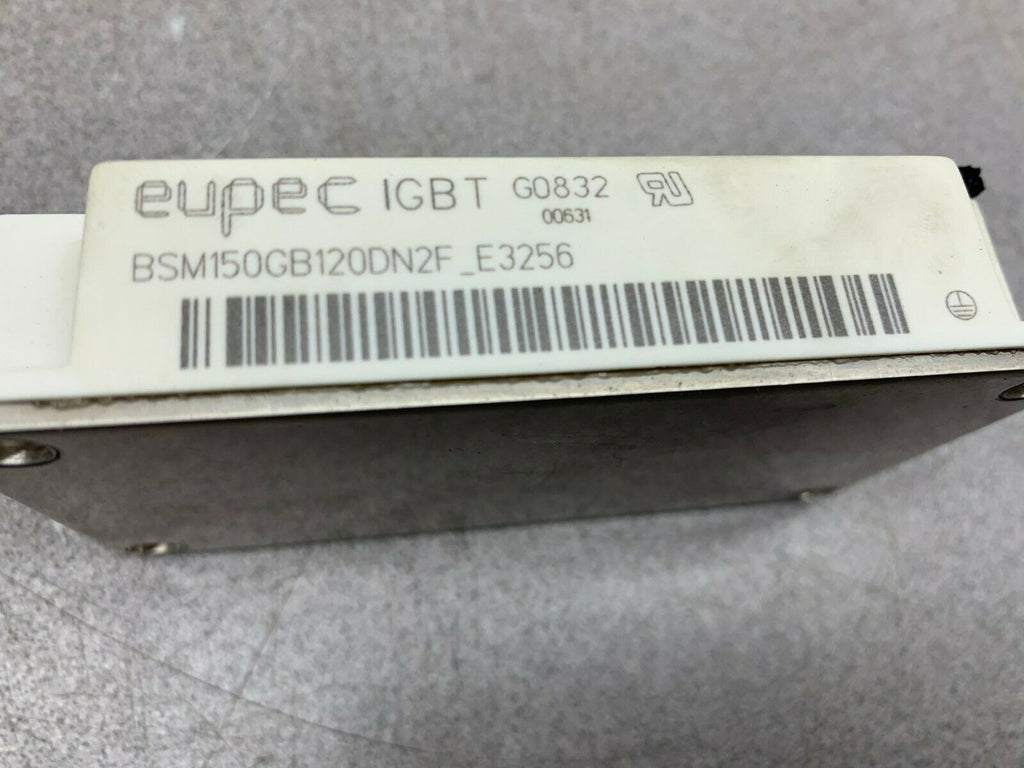 eupec IGBT G0832
00631
BSM150GB120DN2F_E3256